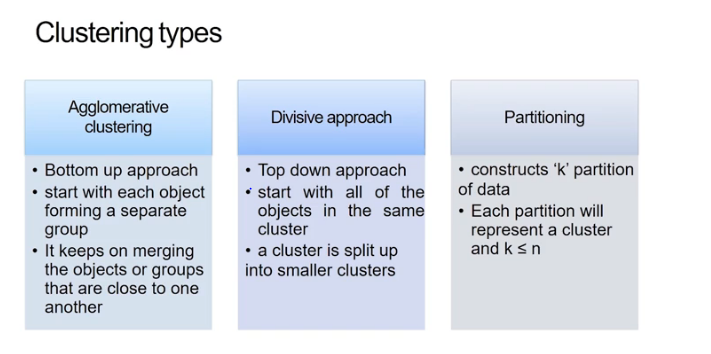 Clustering types
Agglomerative
clustering
• Bottom up approach
• start with each object
forming a separate
group
• It keeps on merging
the objects or groups
that are close to one
another
Divisive approach
• Top down approach
• start with all of the
objects in the same
cluster
• a cluster is split up
into smaller clusters
Partitioning
• constructs ‘k’ partition
of data
• Each partition will
represent a cluster
and k ≤ n